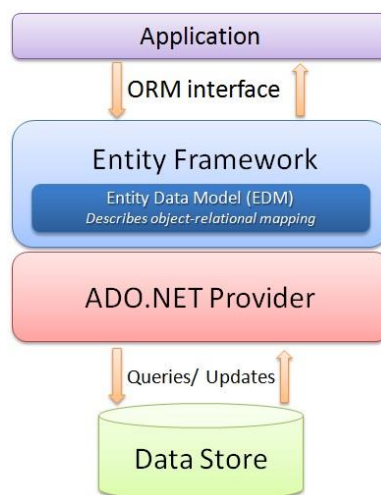 Application
ORM interface
Entity Framework
Entity Data Model (EDM)
Describes object-relational mapping
ADO.NET Provider
Queries/ Updates
Data Store